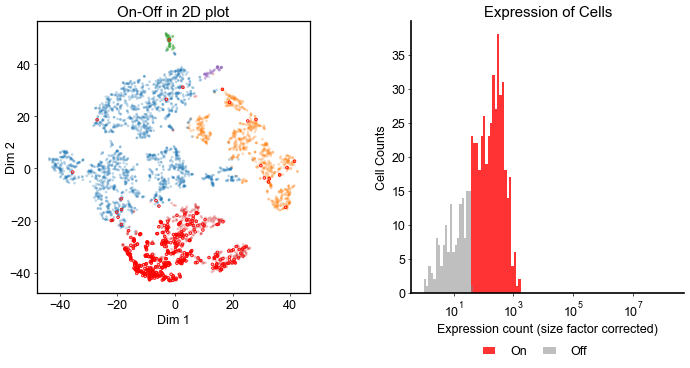 On-Off in 2D plot
40
20
0
−20
−40
Dim 2
−40 −20 0 20 40
Dim 1
Expression of Cells
35
30
25
20
15
10
5
0
Cell Counts
10^1 10^3 10^5 10^7
Expression count (size factor corrected)
On Off